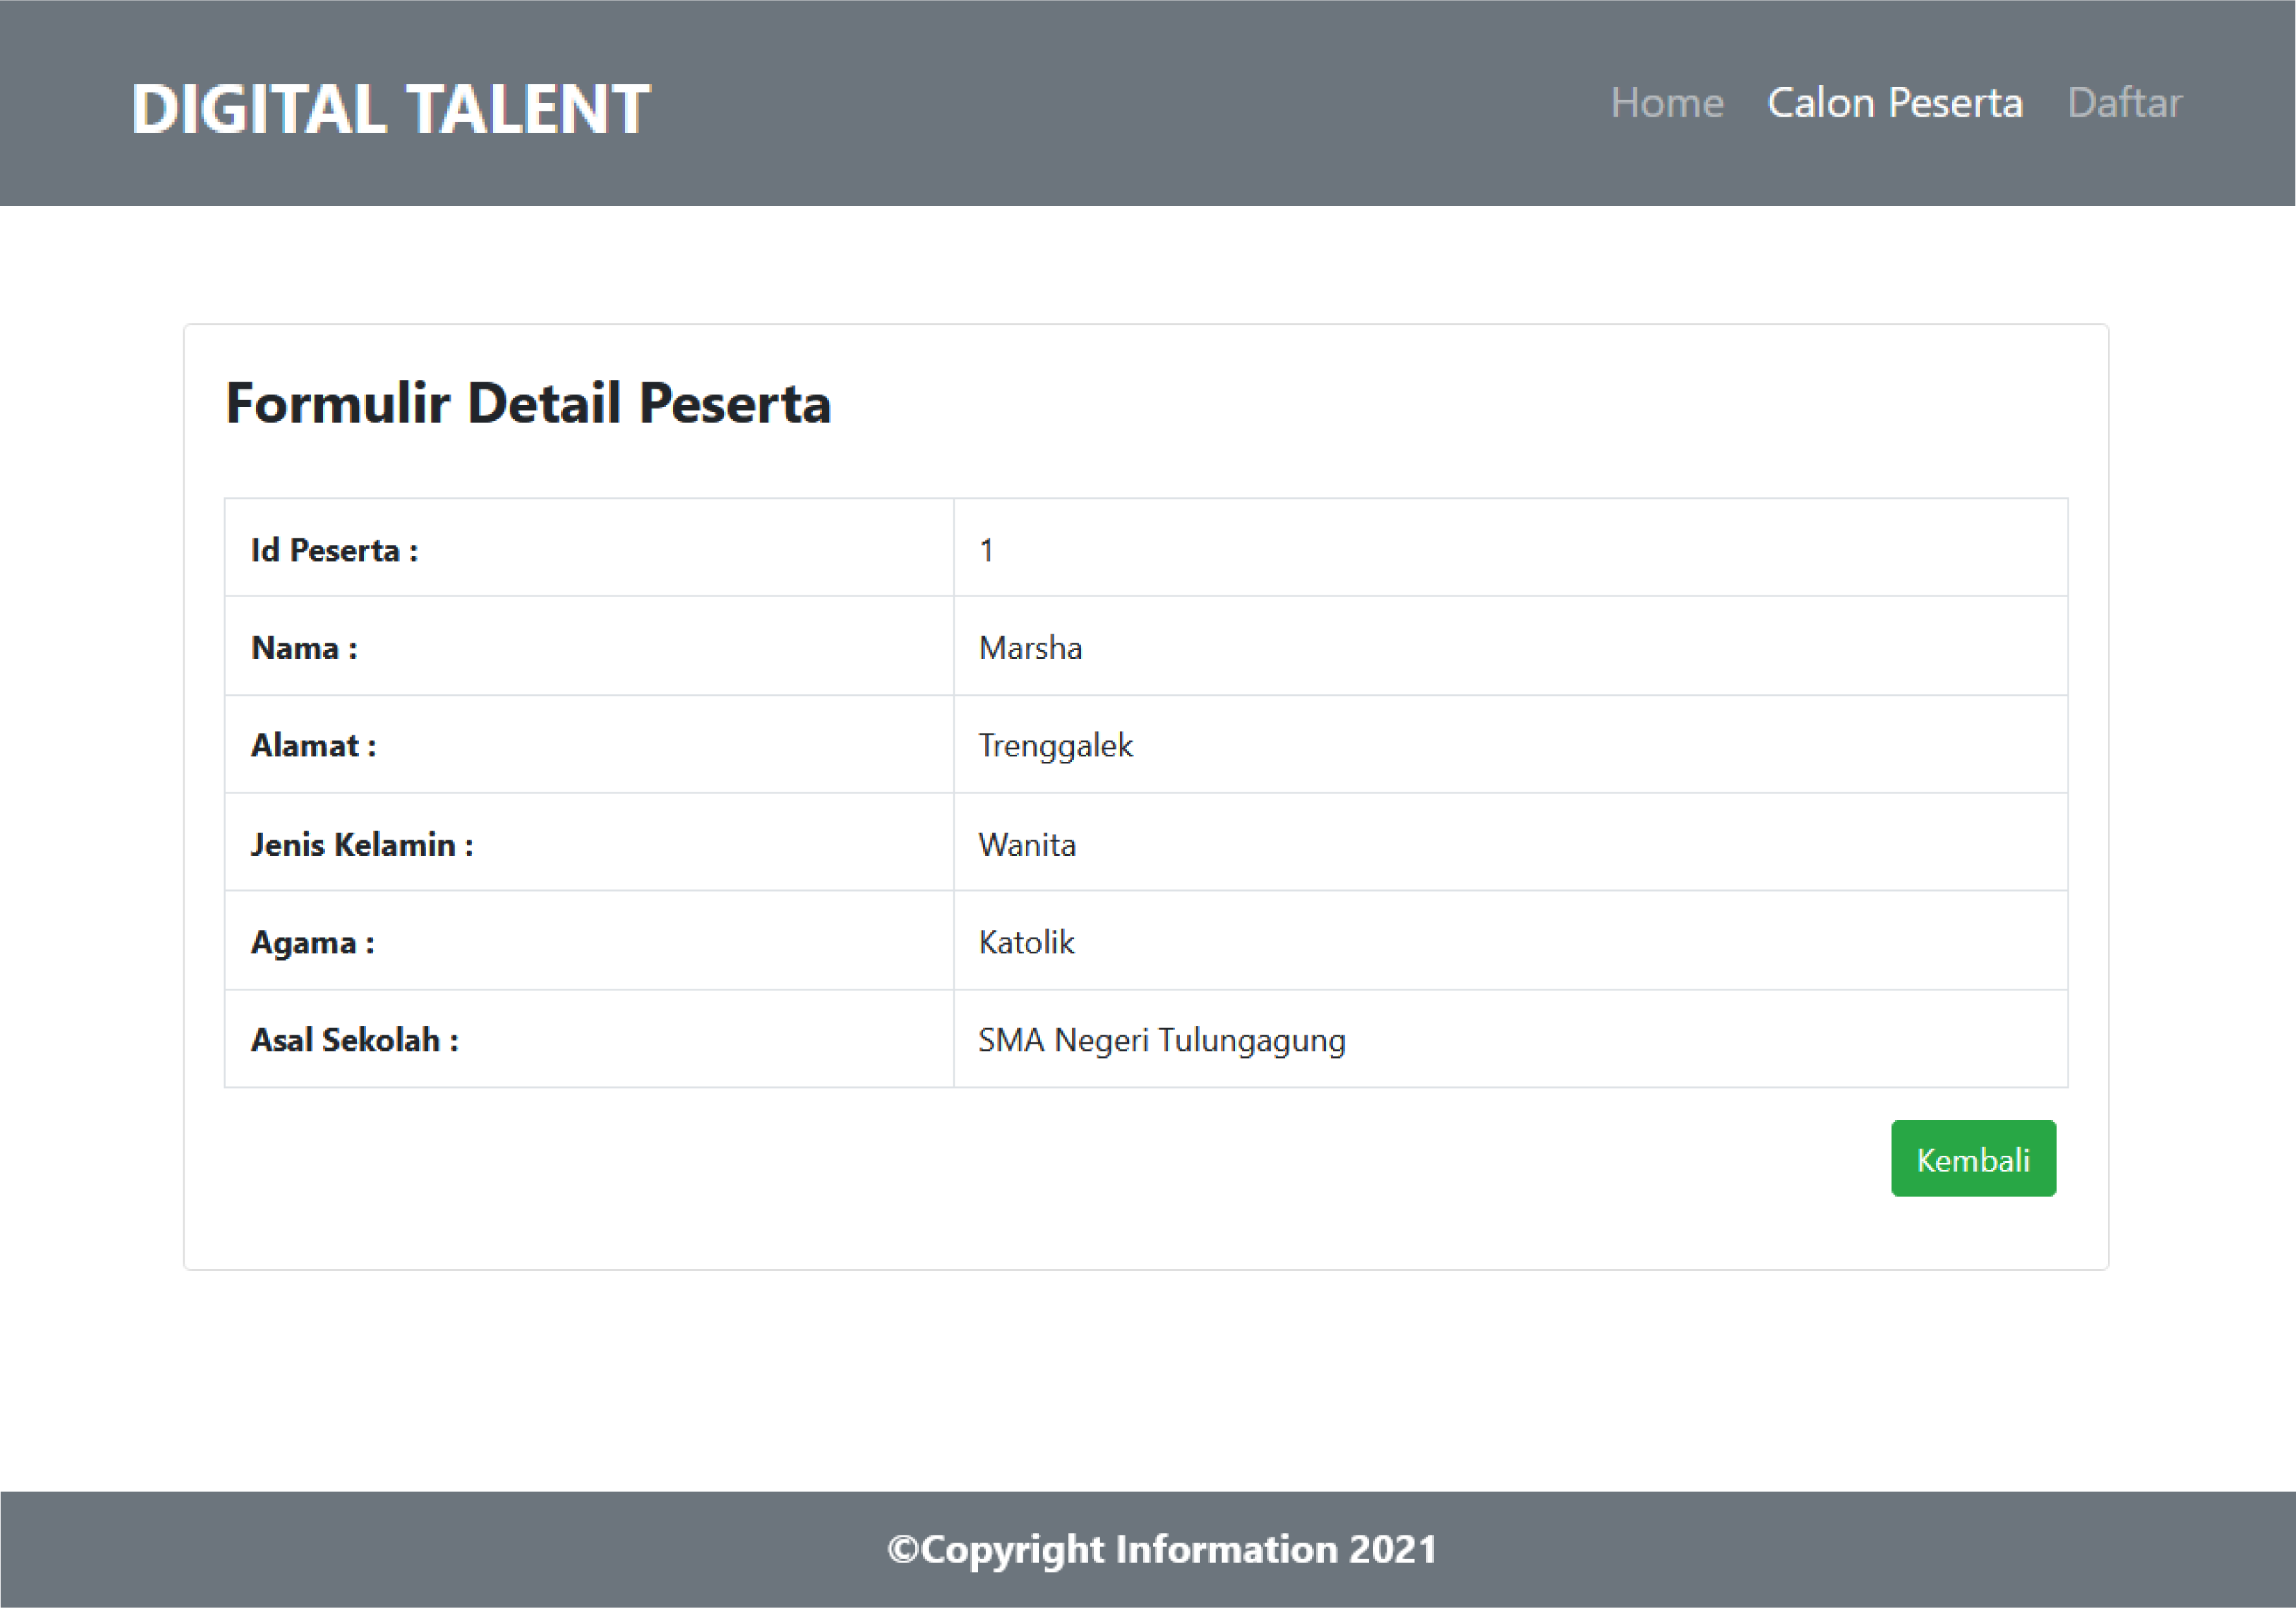 DIGITAL TALENT
Home Calon Peserta Daftar
Formulir Detail Peserta
Id Peserta : 1
Nama : Marsha
Alamat : Trenggalek
Jenis Kelamin : Wanita
Agama : Katolik
Asal Sekolah : SMA Negeri Tulungagung
Kembali
©Copyright Information 2021